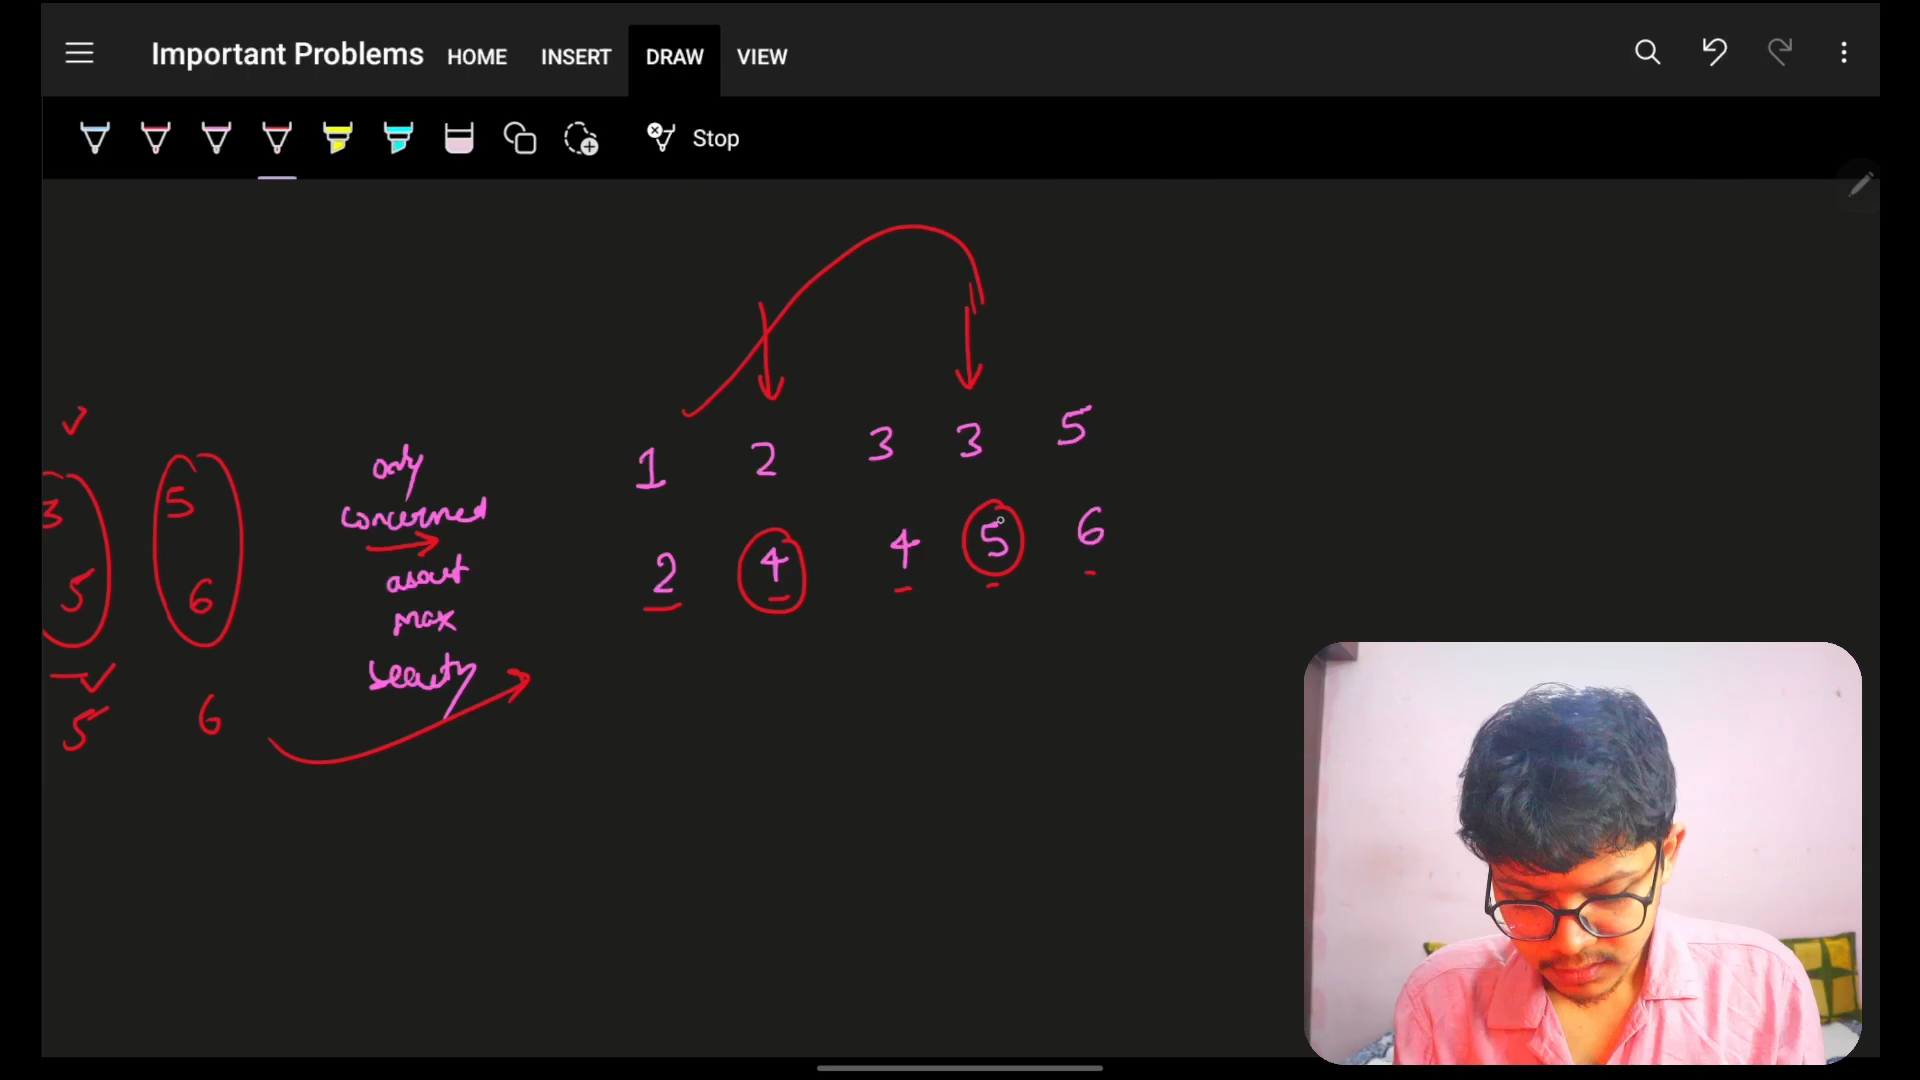 Important Problems HOME INSERT DRAW VIEW
Stop
1 2 3 3 5
2 4 4 5 6
3 5
5 6
5 6
only
concerned
about
max
beauty